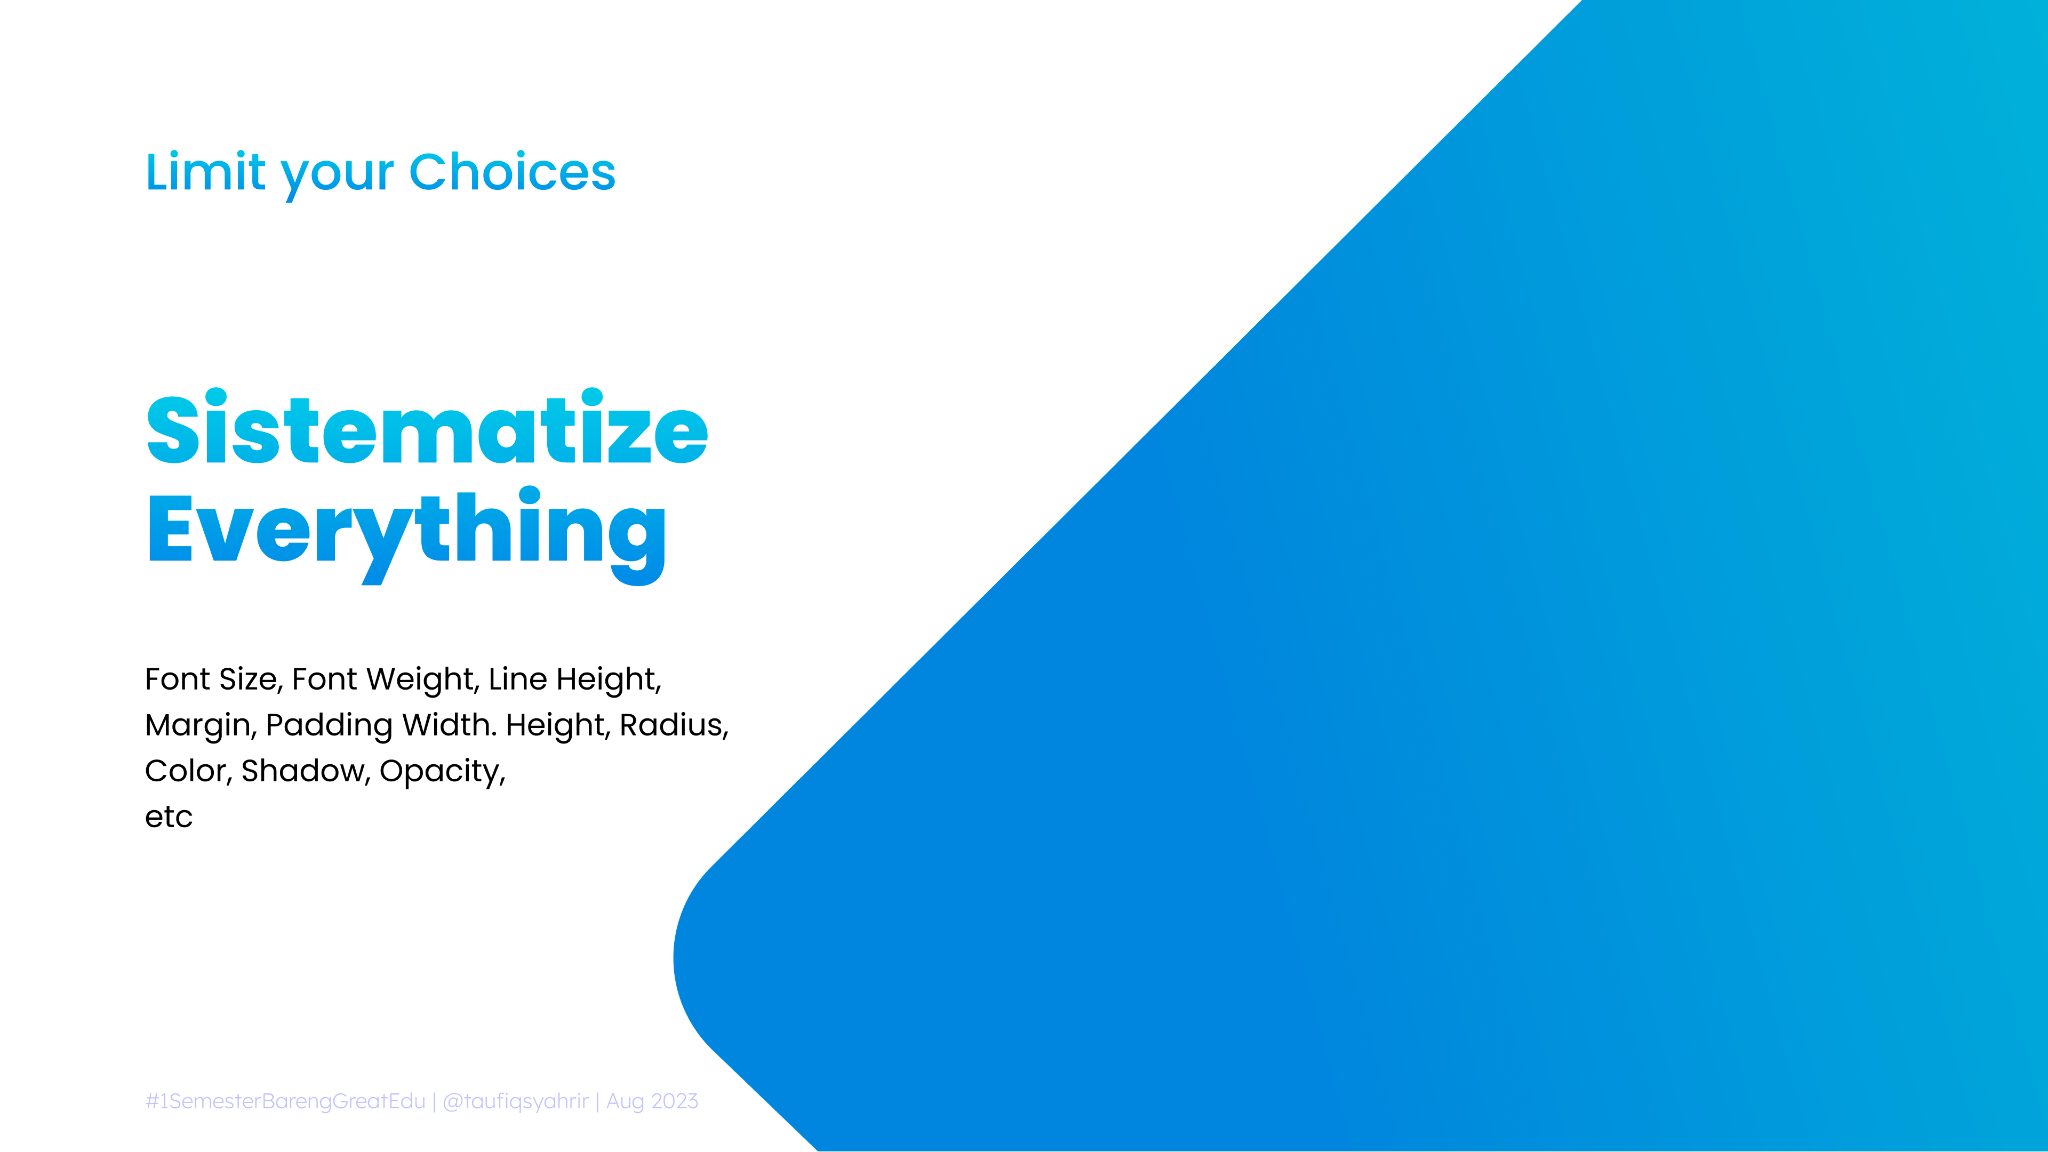 Limit your Choices
Sistematize
Everything
Font Size, Font Weight, Line Height,
Margin, Padding Width. Height, Radius,
Color, Shadow, Opacity,
etc
#1SemesterBarengGreatEdu | @taufiqsyahrir | Aug 2023